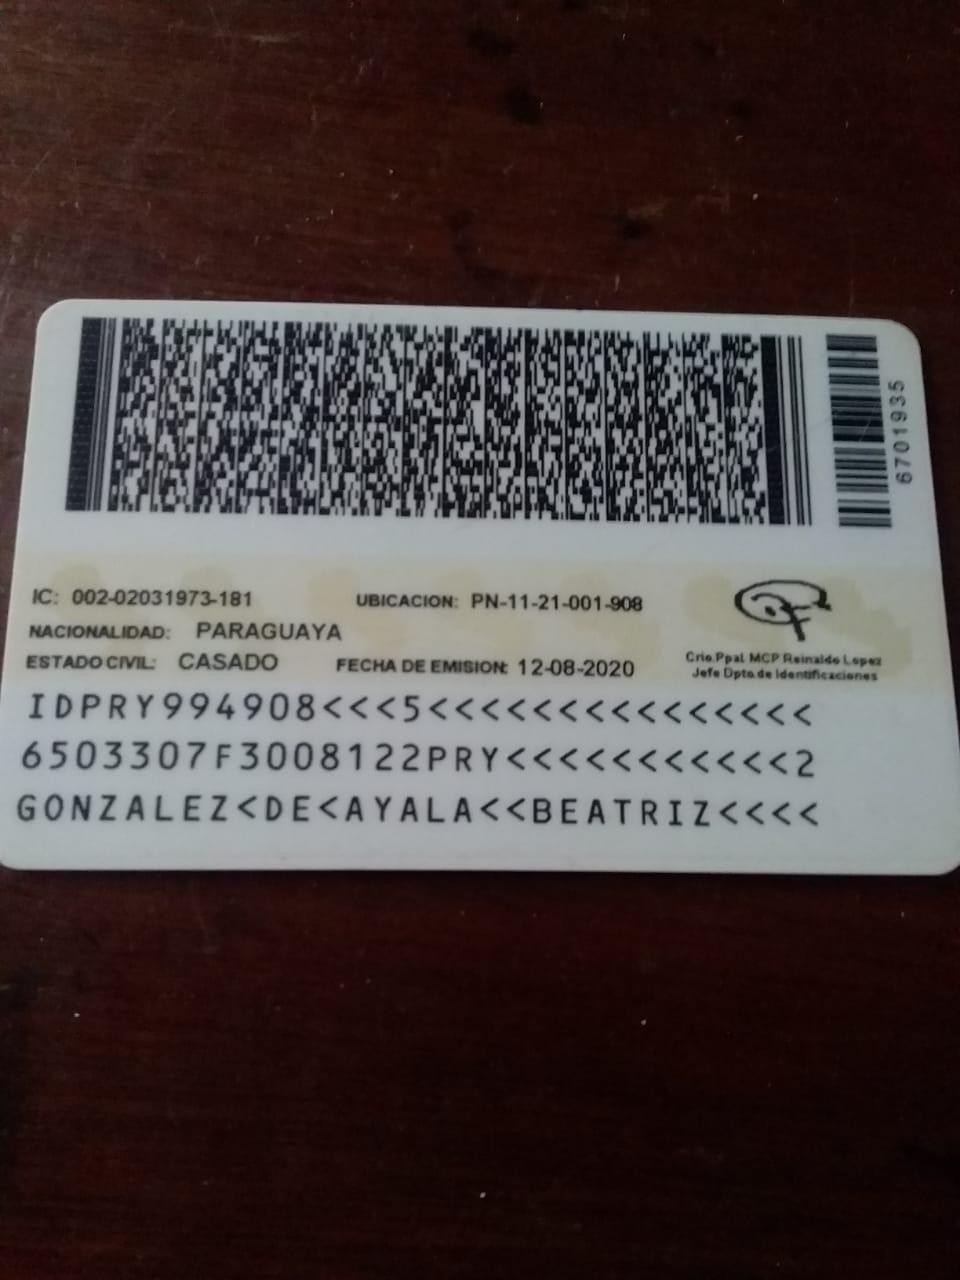 6701935
IC: 002-02031973-181 UBICACION: PN-11-21-001-908
NACIONALIDAD: PARAGUAYA
ESTADO CIVIL: CASADO FECHA DE EMISION: 12-08-2020
Crio.Ppal. MCP Reinaldo Lopez
Jefe Dpto.de Identificaciones
IDPRY994908<<<5<<<<<<<<<<<<<<<
6503307F3008122PRY<<<<<<<<<<<2
GONZALEZ<DE<AYALA<<BEATRIZ<<<<